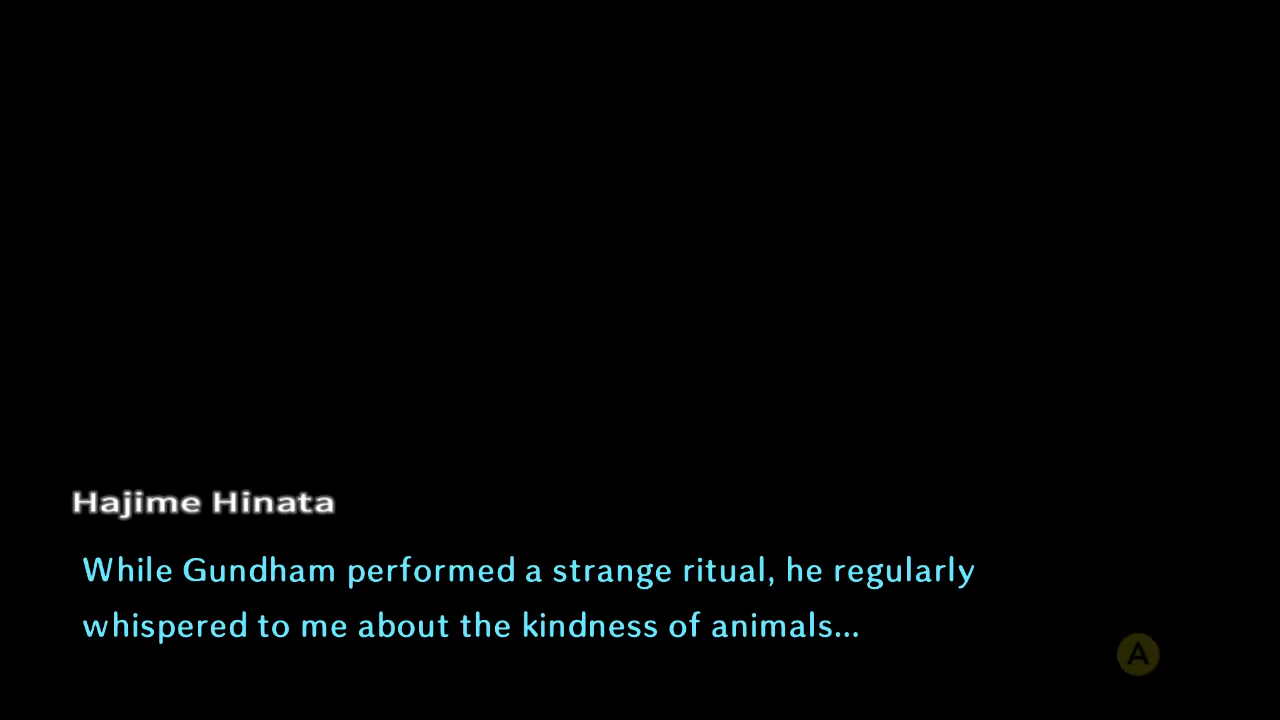 Hajime Hinata
While Gundham performed a strange ritual, he regularly
whispered to me about the kindness of animals...
A